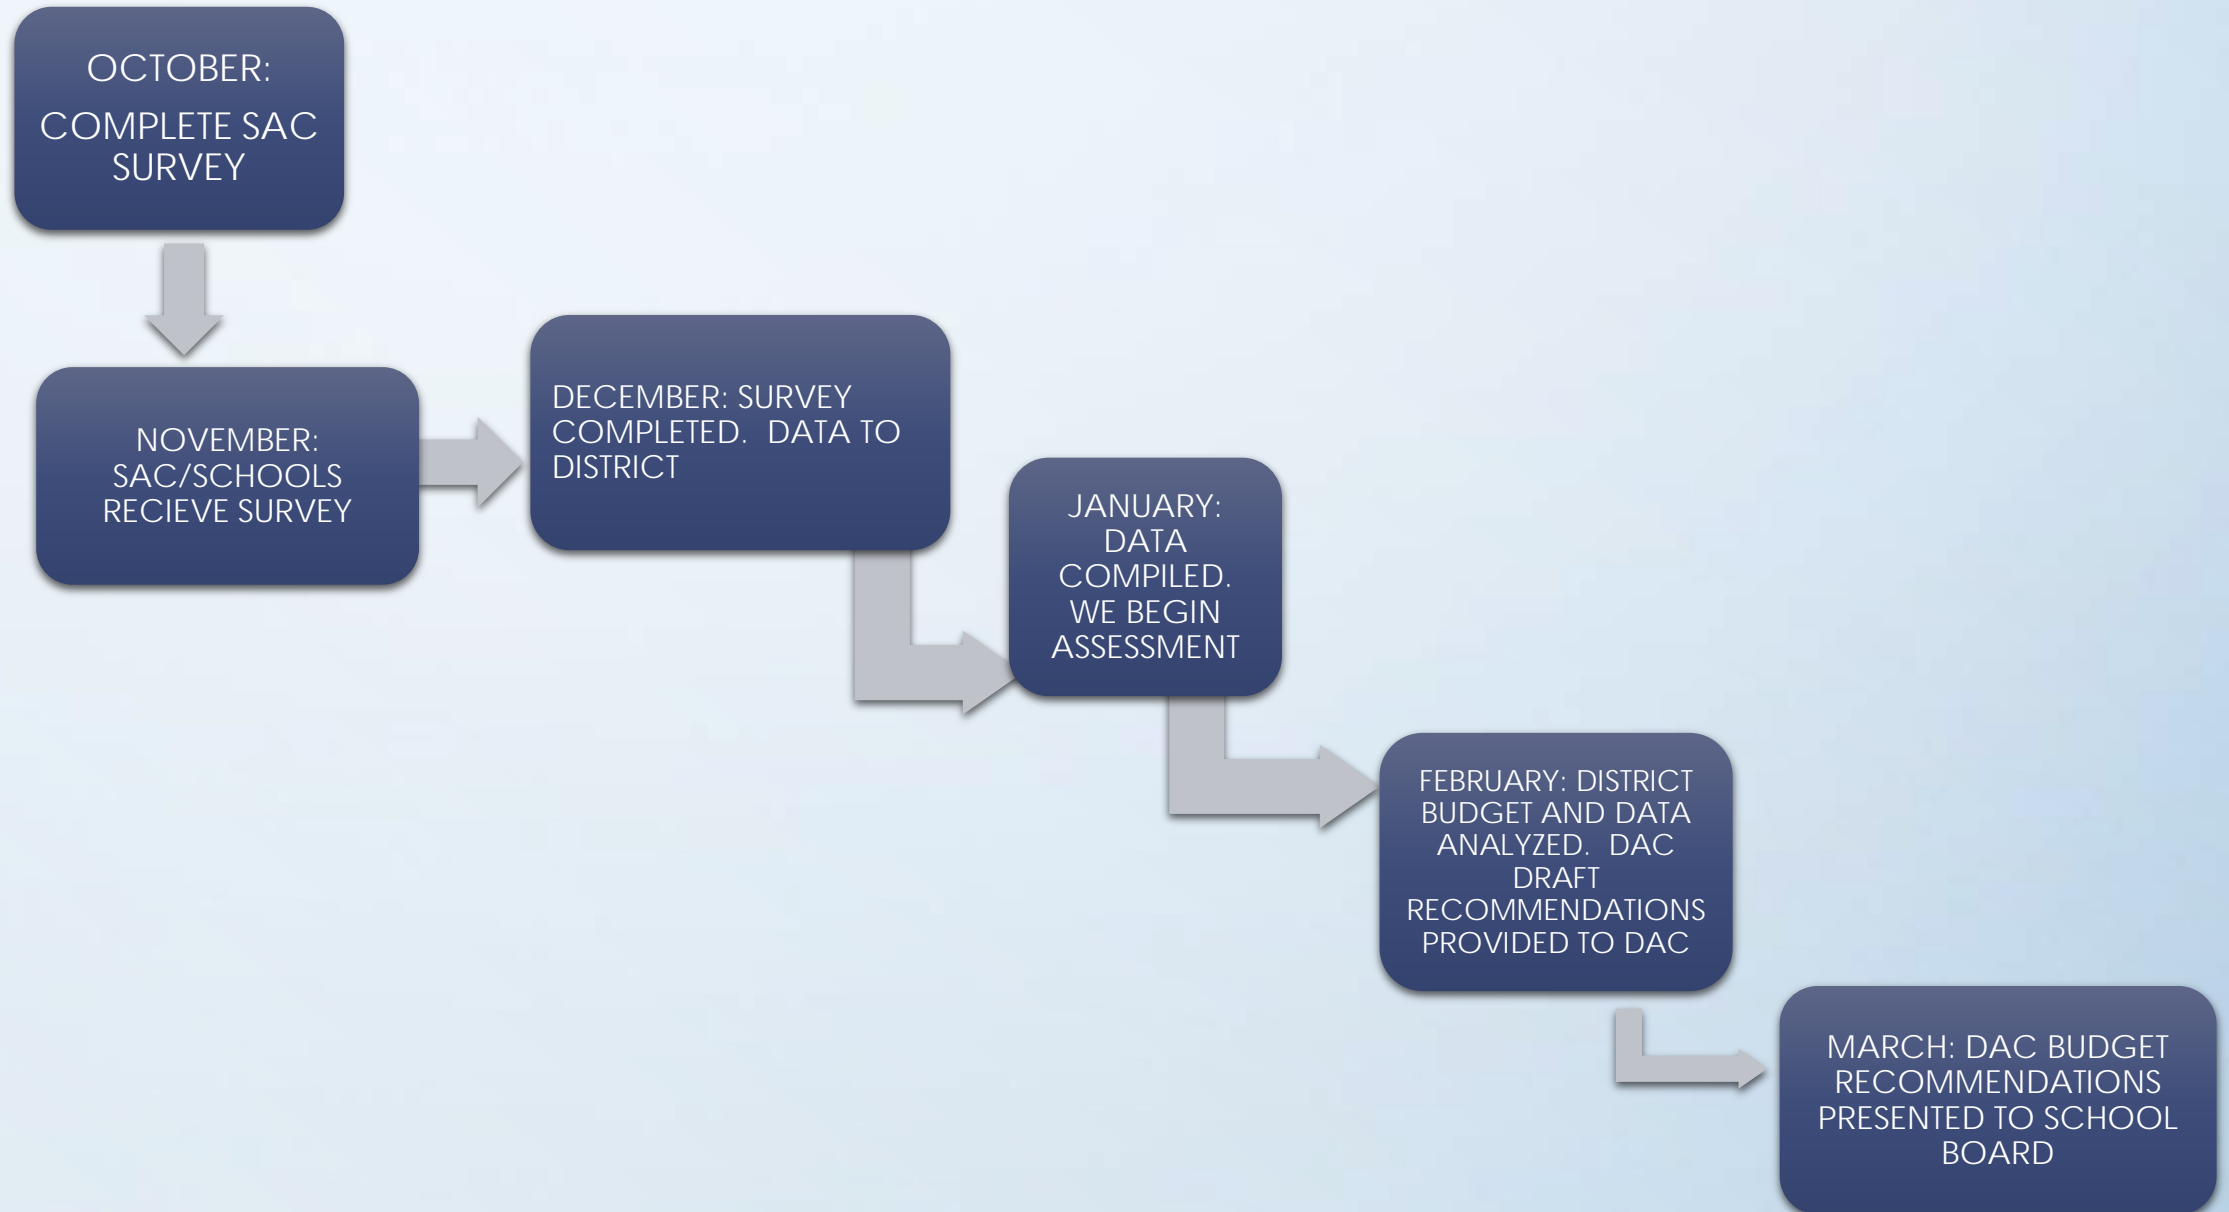 OCTOBER:
COMPLETE SAC
SURVEY
NOVEMBER:
SAC/SCHOOLS
RECIEVE SURVEY
DECEMBER: SURVEY
COMPLETED.  DATA TO
DISTRICT
JANUARY:
DATA
COMPILED.
WE BEGIN
ASSESSMENT
FEBRUARY: DISTRICT
BUDGET AND DATA
ANALYZED.  DAC
DRAFT
RECOMMENDATIONS
PROVIDED TO DAC
MARCH: DAC BUDGET
RECOMMENDATIONS
PRESENTED TO SCHOOL
BOARD